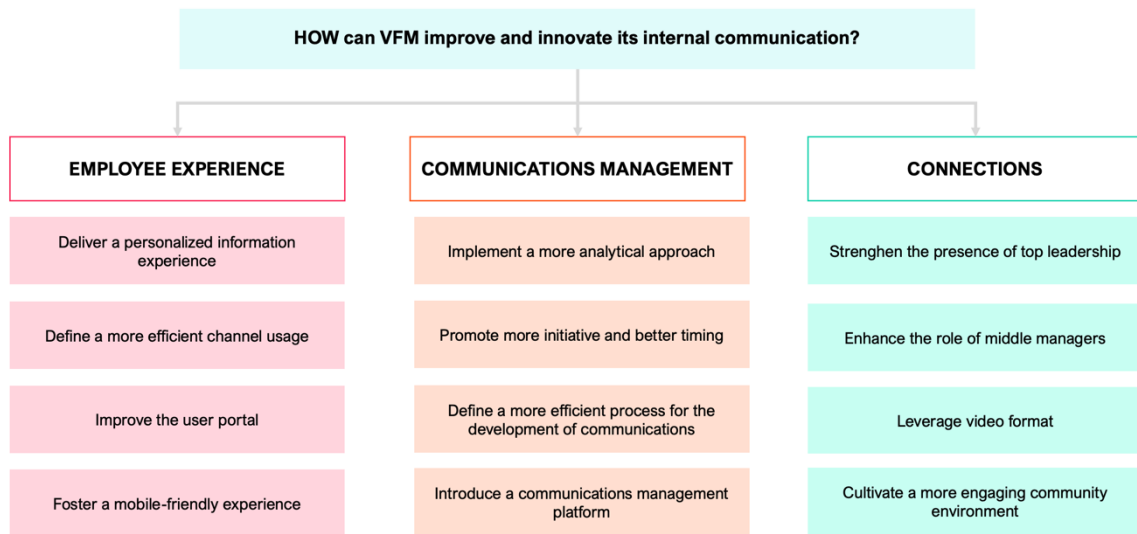 HOW can VFM improve and innovate its internal communication?
EMPLOYEE EXPERIENCE
Deliver a personalized information
experience
Define a more efficient channel usage
Improve the user portal
Foster a mobile-friendly experience
COMMUNICATIONS MANAGEMENT
Implement a more analytical approach
Promote more initiative and better timing
Define a more efficient process for the
development of communications
Introduce a communications management
platform
CONNECTIONS
Strenghen the presence of top leadership
Enhance the role of middle managers
Leverage video format
Cultivate a more engaging community
environment